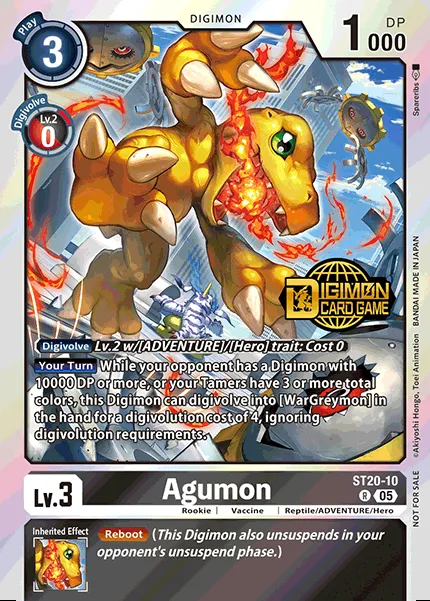 DIGIMON
Play
3
1000
DP
Digivolve
Lv.2
0
Spareribs
DIGIMON
CARD GAME
Digivolve Lv.2 w/[ADVENTURE]/[Hero] trait: Cost 0
Your Turn While your opponent has a Digimon with
10000 DP or more, or your Tamers have 3 or more total
colors, this Digimon can digivolve into [WarGreymon] in
the hand for a digivolution cost of 4, ignoring
digivolution requirements.
©Akiyoshi Hongo, Toei Animation BANDAI MADE IN JAPAN
NOT FOR SALE
Lv.3
Agumon
ST20-10
R 05
Rookie | Vaccine | Reptile/ADVENTURE/Hero
Inherited Effect
Reboot (This Digimon also unsuspends in your
opponent's unsuspend phase.)